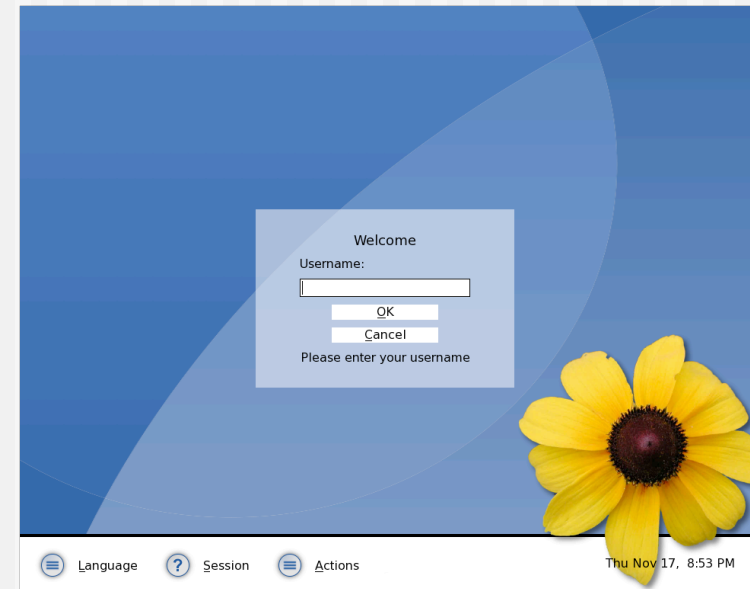 Welcome
Username:
OK
Cancel
Please enter your username
? Language Session Actions Thu Nov 17, 8:53 PM